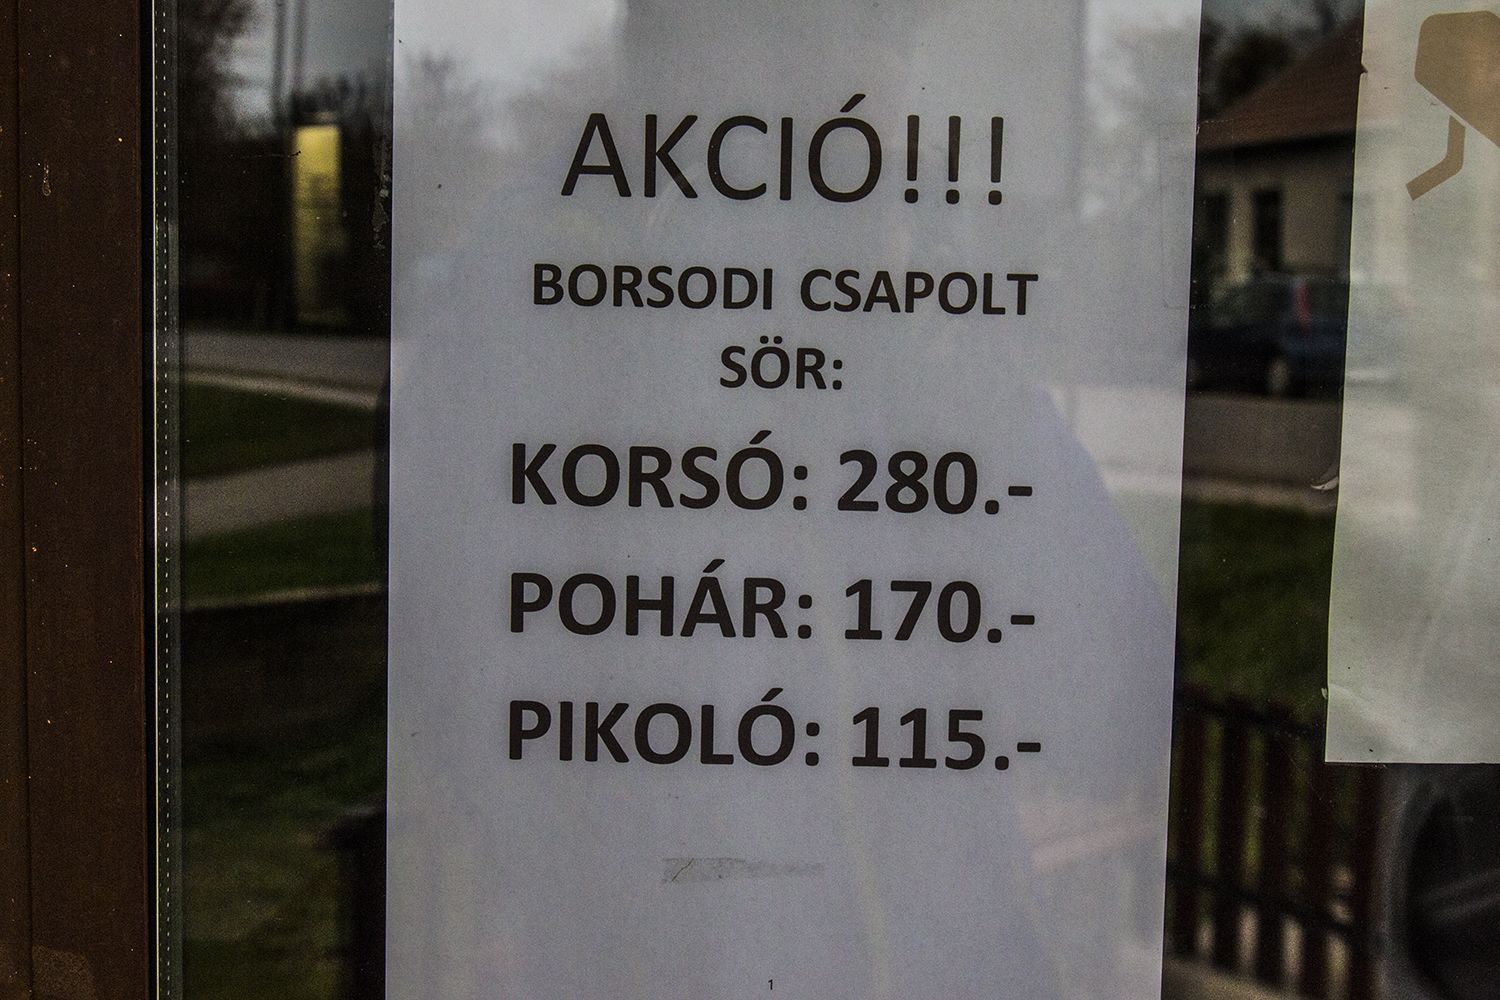 AKCIÓ!!!
BORSODI CSAPOLT
SÖR:
KORSÓ: 280.-
POHÁR: 170.-
PIKOLÓ: 115.-
1